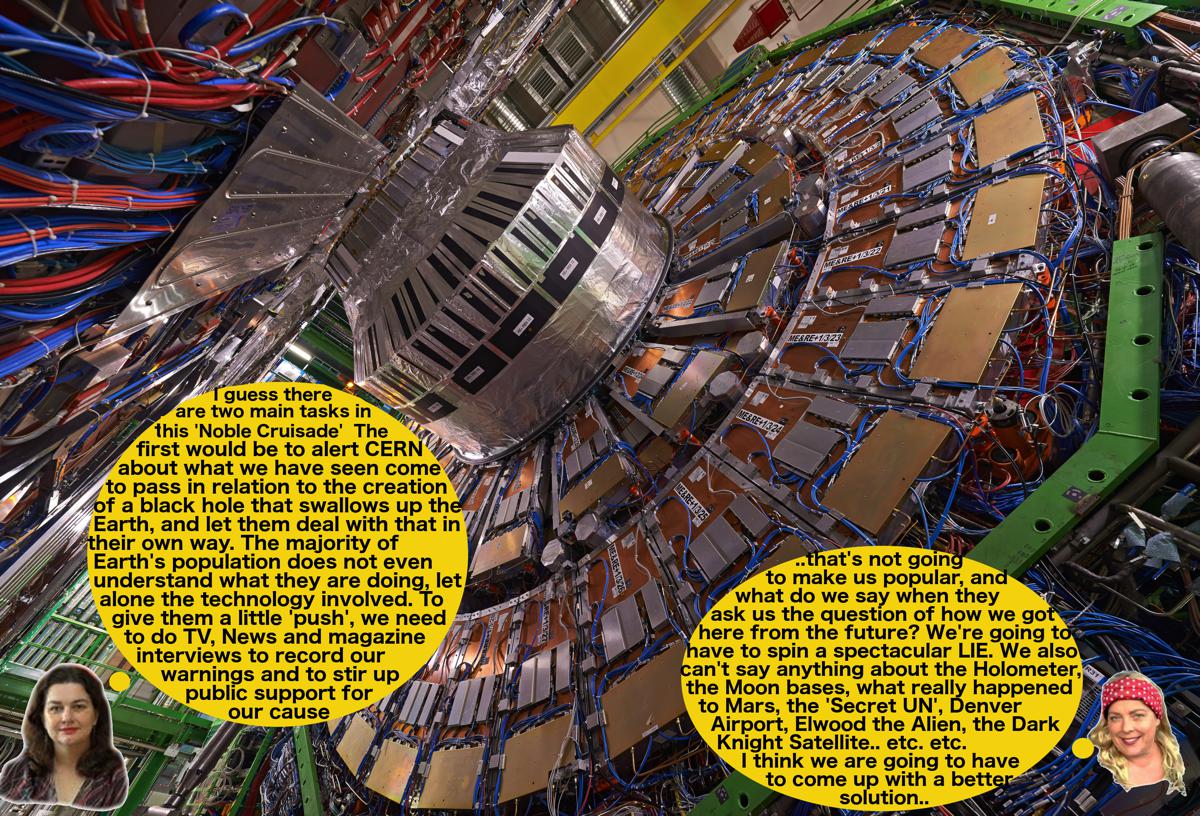 I guess there
are two main tasks in
this 'Noble Cruisade'  The
first would be to alert CERN
about what we have seen come
to pass in relation to the creation
of a black hole that swallows up the
Earth, and let them deal with that in
their own way. The majority of
Earth's population does not even
understand what they are doing, let
alone the technology involved. To
give them a little 'push', we need
to do TV, News and magazine
interviews to record our
warnings and to stir up
public support for
our cause
..that's not going
to make us popular, and
what do we say when they
ask us the question of how we got
here from the future? We're going to
have to spin a spectacular LIE. We also
can't say anything about the Holometer,
the Moon bases, what really happened
to Mars, the 'Secret UN', Denver
Airport, Elwood the Alien, the Dark
Knight Satellite.. etc. etc.
I think we are going to have
to come up with a better
solution..
ME&RE+1/3/21
ME&RE+1/3/22
ME&RE+1/3/23
ME&RE+1/3/24
ME&RE+1/3/25
ME&RE+1/3/26